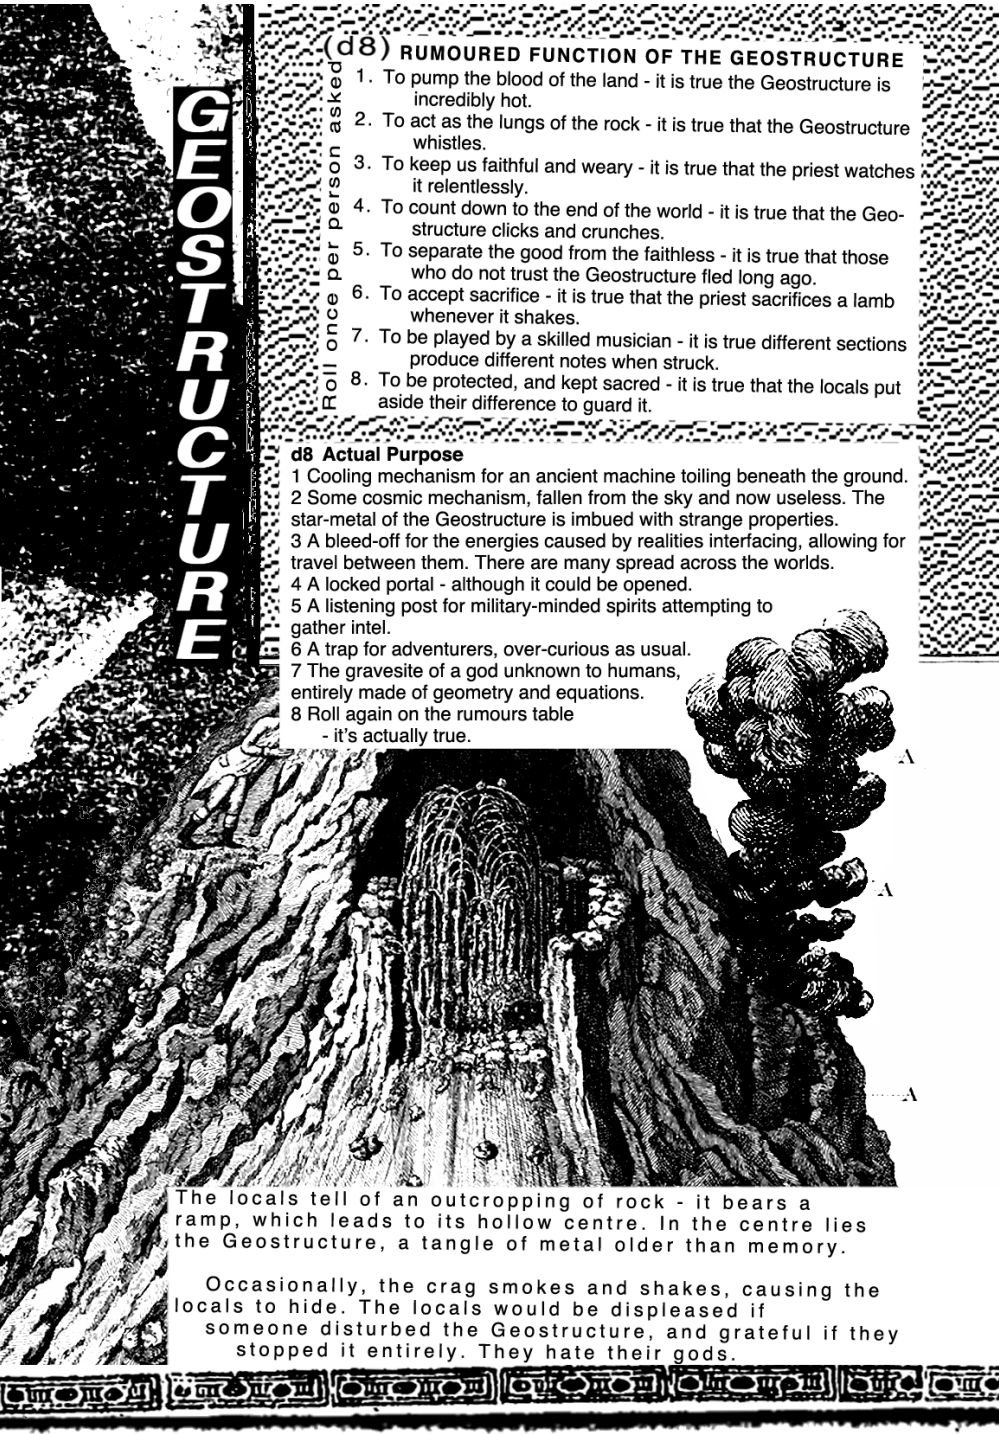 GEOSTRUCTURE
(d8) RUMOURED FUNCTION OF THE GEOSTRUCTURE
Roll once per person asked
1. To pump the blood of the land - it is true the Geostructure is
incredibly hot.
2. To act as the lungs of the rock - it is true that the Geostructure
whistles.
3. To keep us faithful and weary - it is true that the priest watches
it relentlessly.
4. To count down to the end of the world - it is true that the Geo-
structure clicks and crunches.
5. To separate the good from the faithless - it is true that those
who do not trust the Geostructure fled long ago.
6. To accept sacrifice - it is true that the priest sacrifices a lamb
whenever it shakes.
7. To be played by a skilled musician - it is true different sections
produce different notes when struck.
8. To be protected, and kept sacred - it is true that the locals put
aside their difference to guard it.
d8 Actual Purpose
1 Cooling mechanism for an ancient machine toiling beneath the ground.
2 Some cosmic mechanism, fallen from the sky and now useless. The
star-metal of the Geostructure is imbued with strange properties.
3 A bleed-off for the energies caused by realities interfacing, allowing for
travel between them. There are many spread across the worlds.
4 A locked portal - although it could be opened.
5 A listening post for military-minded spirits attempting to
gather intel.
6 A trap for adventurers, over-curious as usual.
7 The gravesite of a god unknown to humans,
entirely made of geometry and equations.
8 Roll again on the rumours table
- it's actually true.
A
A
A
The locals tell of an outcropping of rock - it bears a
ramp, which leads to its hollow centre. In the centre lies
the Geostructure, a tangle of metal older than memory.
Occasionally, the crag smokes and shakes, causing the
locals to hide. The locals would be displeased if
someone disturbed the Geostructure, and grateful if they
stopped it entirely. They hate their gods.